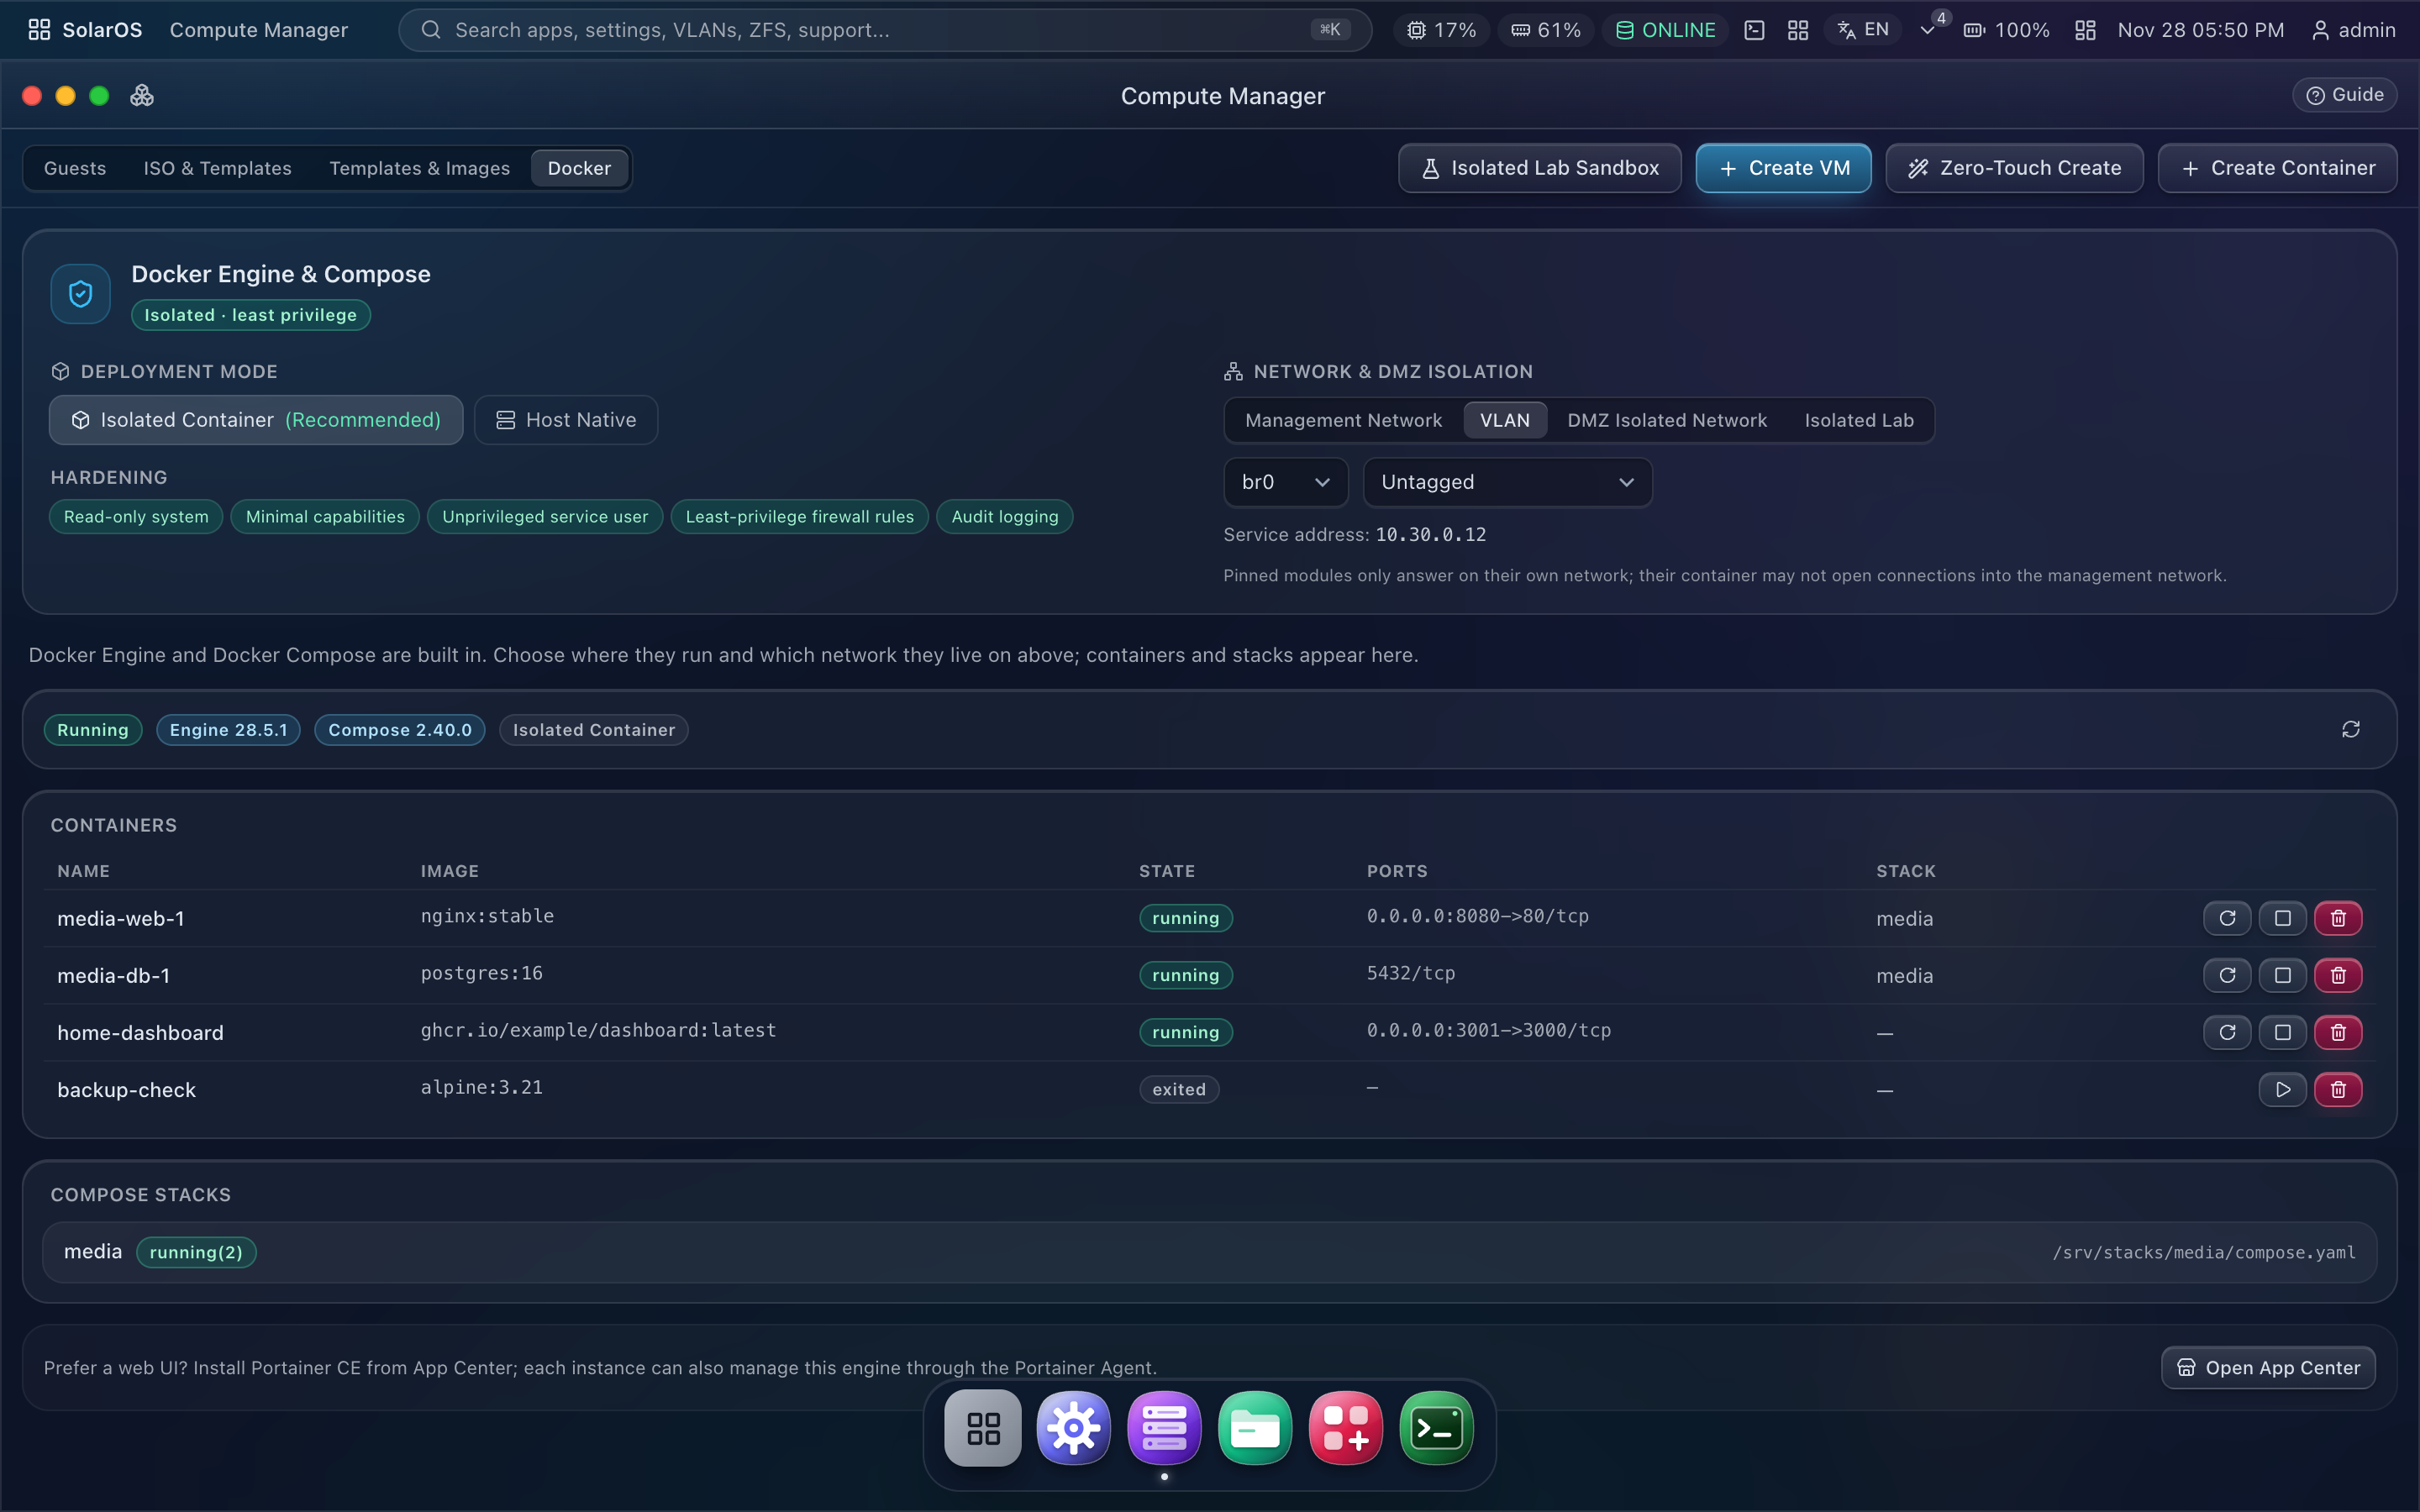 SolarOS Compute Manager Search apps, settings, VLANs, ZFS, support... ⌘K 17% 61% ONLINE EN 4 100% Nov 28 05:50 PM admin
Compute Manager Guide
Guests ISO & Templates Templates & Images Docker Isolated Lab Sandbox + Create VM Zero-Touch Create + Create Container
Docker Engine & Compose
Isolated · least privilege
DEPLOYMENT MODE
Isolated Container (Recommended) Host Native
HARDENING
Read-only system Minimal capabilities Unprivileged service user Least-privilege firewall rules Audit logging
NETWORK & DMZ ISOLATION
Management Network VLAN DMZ Isolated Network Isolated Lab
br0 Untagged
Service address: 10.30.0.12
Pinned modules only answer on their own network; their container may not open connections into the management network.
Docker Engine and Docker Compose are built in. Choose where they run and which network they live on above; containers and stacks appear here.
Running Engine 28.5.1 Compose 2.40.0 Isolated Container
CONTAINERS
NAME IMAGE STATE PORTS STACK
media-web-1 nginx:stable running 0.0.0.0:8080->80/tcp media
media-db-1 postgres:16 running 5432/tcp media
home-dashboard ghcr.io/example/dashboard:latest running 0.0.0.0:3001->3000/tcp —
backup-check alpine:3.21 exited — —
COMPOSE STACKS
media running(2) /srv/stacks/media/compose.yaml
Prefer a web UI? Install Portainer CE from App Center; each instance can also manage this engine through the Portainer Agent. Open App Center